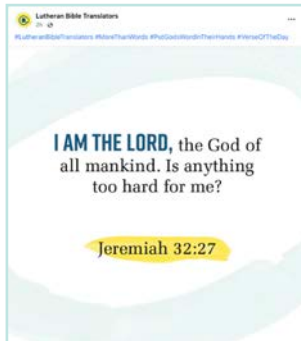 Lutheran Bible Translators
2h
#LutheranBibleTranslators #MoreThanWords #PutGodsWordInTheirHands #VerseOfTheDay
I AM THE LORD, the God of
all mankind. Is anything
too hard for me?
Jeremiah 32:27